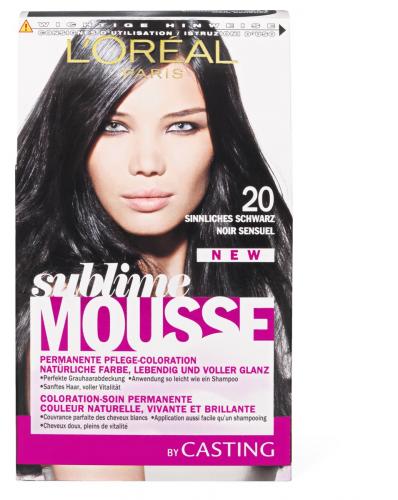 WICHTIGE HINWEISE
CONSIGNES D'UTILISATION / ISTRUZIONI D'USO
L'ORÉAL
PARIS
20
SINNLICHES SCHWARZ
NOIR SENSUEL
NEW
sublime
MOUSSE
PERMANENTE PFLEGE-COLORATION
NATÜRLICHE FARBE, LEBENDIG UND VOLLER GLANZ
•Perfekte Grauhaarabdeckung •Anwendung so leicht wie ein Shampoo
•Sanftes Haar, voller Vitalität
COLORATION-SOIN PERMANENTE
COULEUR NATURELLE, VIVANTE ET BRILLANTE
•Couvrance parfaite des cheveux blancs •Application aussi facile qu'un shampooing
•Cheveux doux, pleins de vitalité
BY CASTING